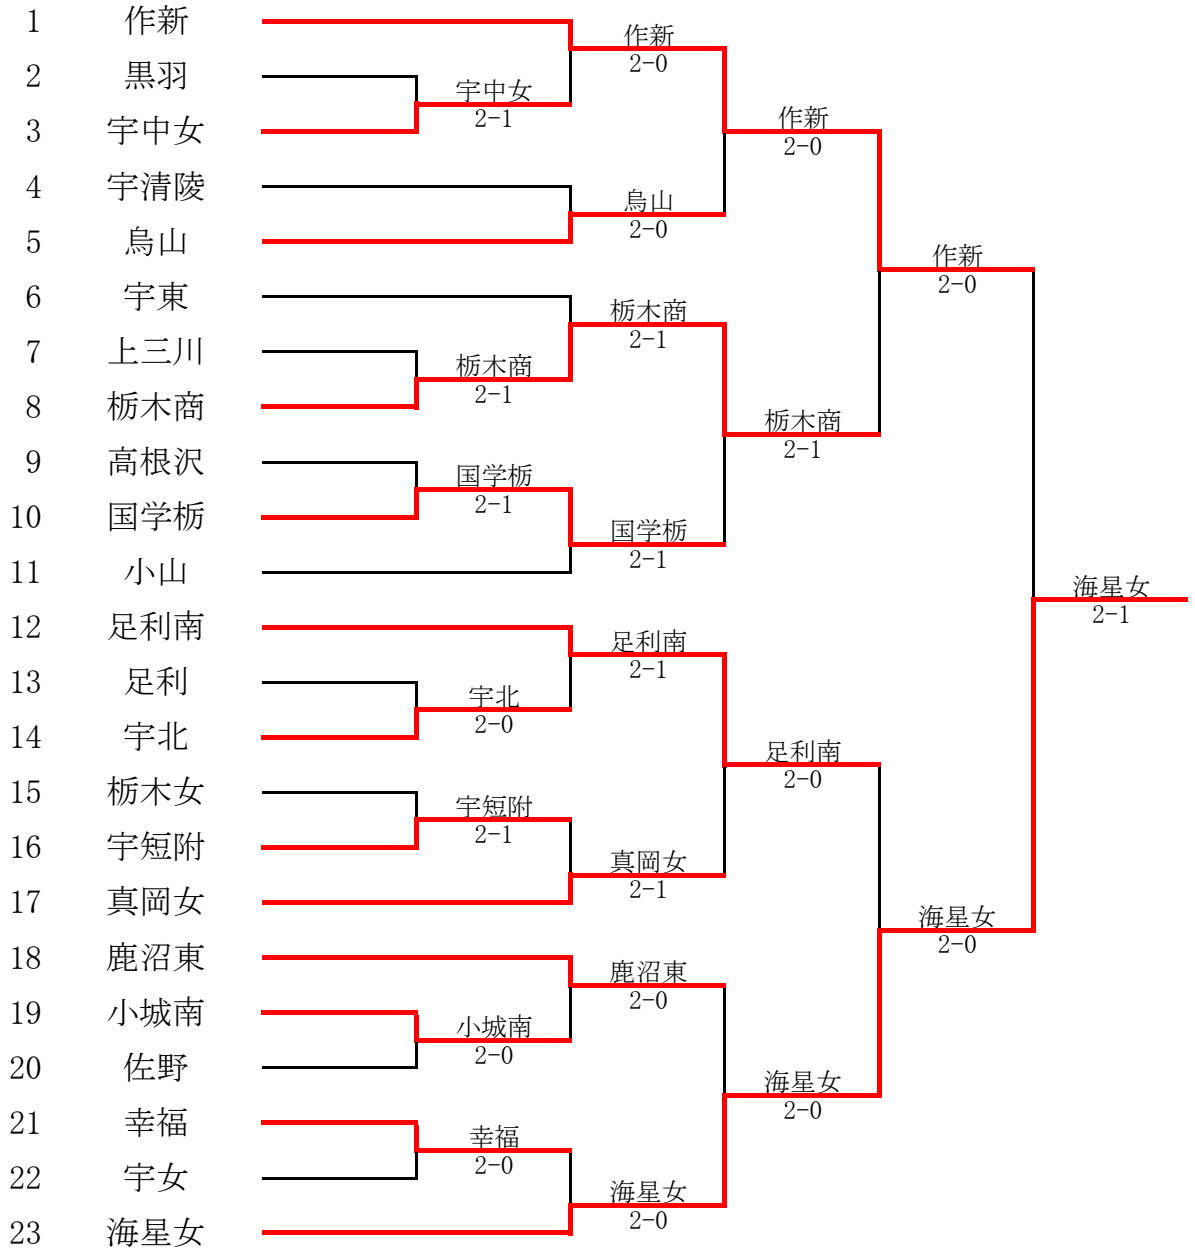 1 作新
2 黒羽
3 宇中女
4 宇清陵
5 烏山
6 宇東
7 上三川
8 栃木商
9 高根沢
10 国学栃
11 小山
12 足利南
13 足利
14 宇北
15 栃木女
16 宇短附
17 真岡女
18 鹿沼東
19 小城南
20 佐野
21 幸福
22 宇女
23 海星女
宇中女
2-1
栃木商
2-1
国学栃
2-1
宇北
2-0
宇短附
2-1
小城南
2-0
幸福
2-0
作新
2-0
烏山
2-0
栃木商
2-1
国学栃
2-1
足利南
2-1
真岡女
2-1
鹿沼東
2-0
海星女
2-0
作新
2-0
栃木商
2-1
足利南
2-0
海星女
2-0
作新
2-0
海星女
2-0
海星女
2-1